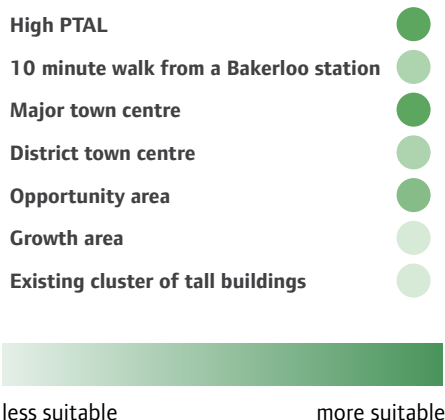 High PTAL
10 minute walk from a Bakerloo station
Major town centre
District town centre
Opportunity area
Growth area
Existing cluster of tall buildings
less suitable more suitable